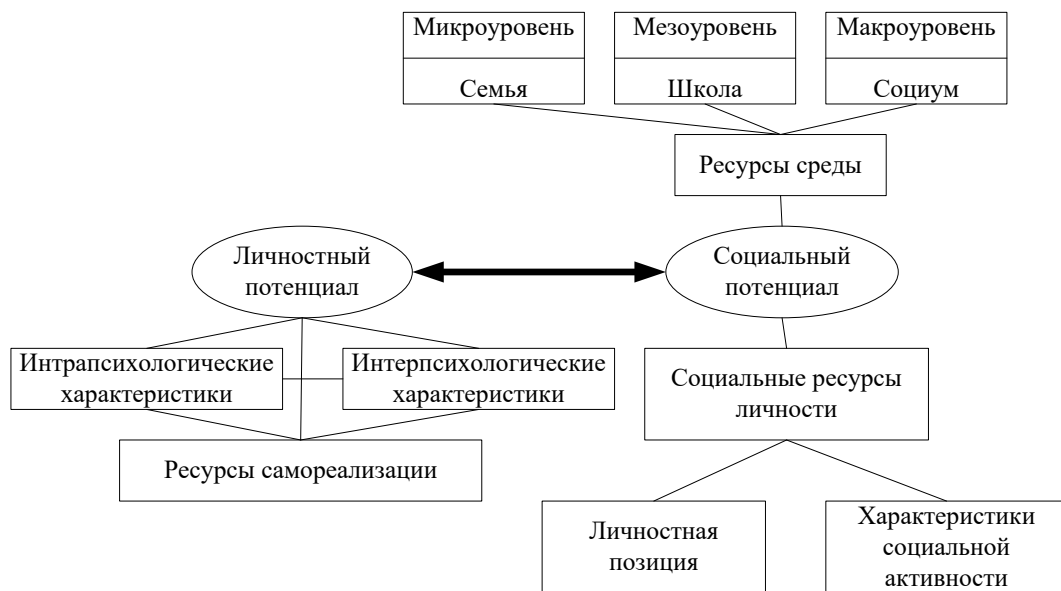 Микроуровень
Семья
Мезоуровень
Школа
Макроуровень
Социум
Ресурсы среды
Личностный
потенциал
Социальный
потенциал
Интрапсихологические
характеристики
Интерпсихологические
характеристики
Социальные ресурсы
личности
Ресурсы самореализации
Личностная
позиция
Характеристики
социальной
активности